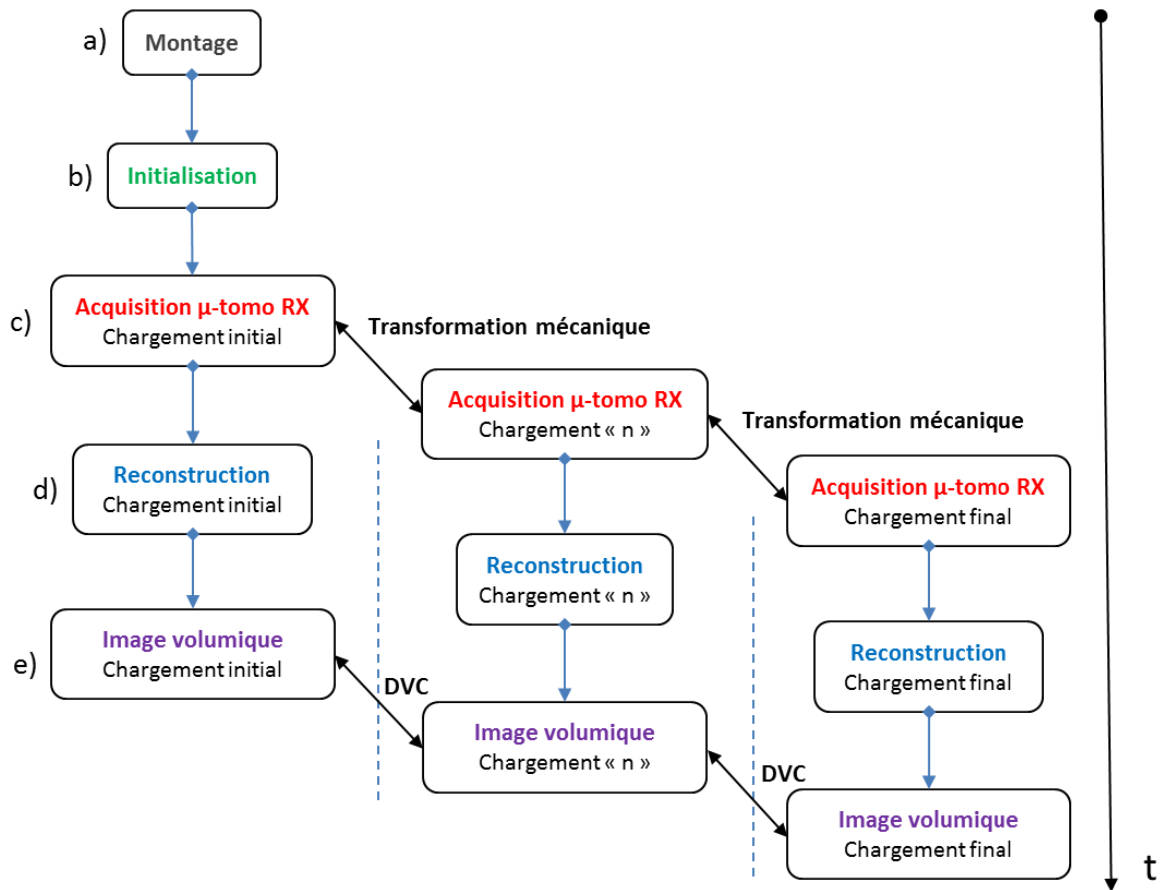 a)
Montage
b)
Initialisation
c)
Acquisition μ-tomo RX
Chargement initial
Transformation mécanique
Acquisition μ-tomo RX
Chargement « n »
Transformation mécanique
Acquisition μ-tomo RX
Chargement final
d)
Reconstruction
Chargement initial
Reconstruction
Chargement « n »
Reconstruction
Chargement final
e)
Image volumique
Chargement initial
DVC
Image volumique
Chargement « n »
DVC
Image volumique
Chargement final
t